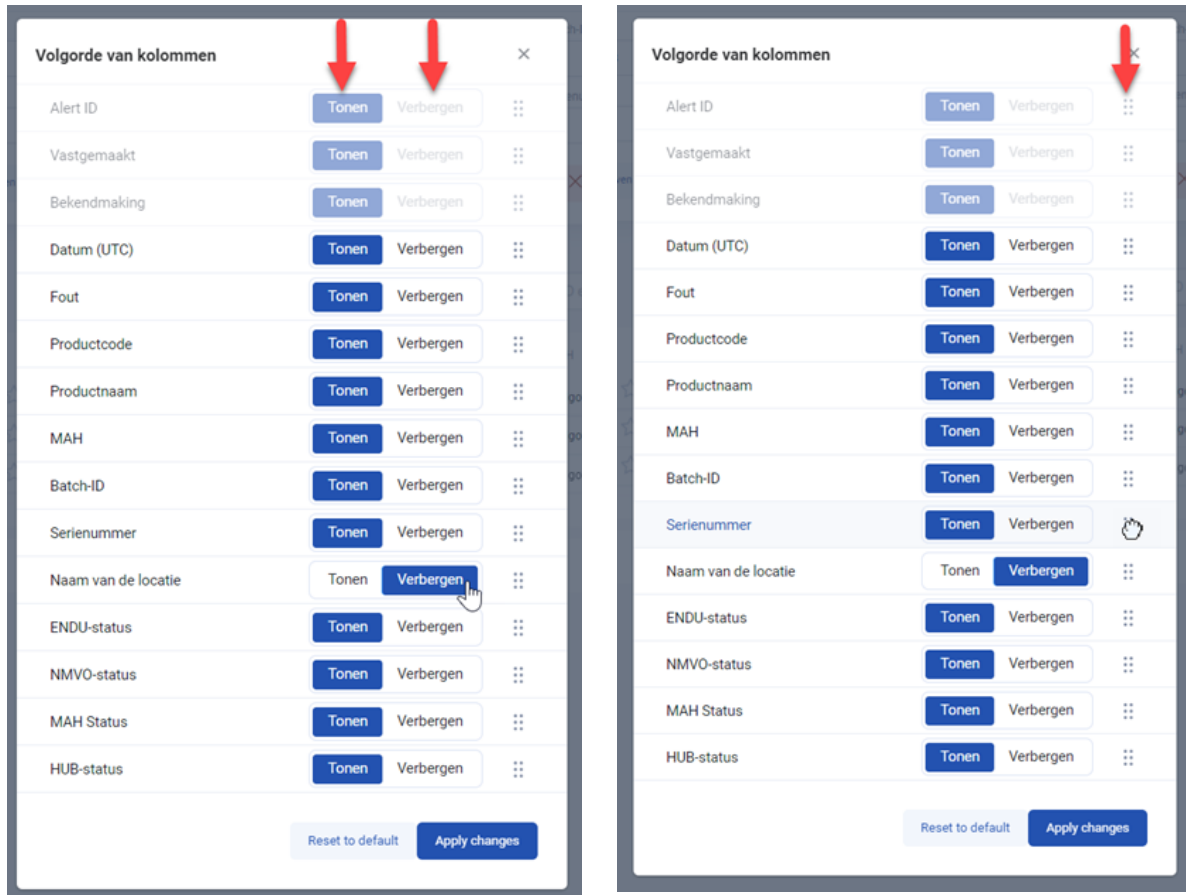 Volgorde van kolommen
Alert ID Tonen Verbergen
Vastgemaakt Tonen Verbergen
Bekendmaking Tonen Verbergen
Datum (UTC) Tonen Verbergen
Fout Tonen Verbergen
Productcode Tonen Verbergen
Productnaam Tonen Verbergen
MAH Tonen Verbergen
Batch-ID Tonen Verbergen
Serienummer Tonen Verbergen
Naam van de locatie Tonen Verbergen
ENDU-status Tonen Verbergen
NMVO-status Tonen Verbergen
MAH Status Tonen Verbergen
HUB-status Tonen Verbergen
Reset to default Apply changes
Volgorde van kolommen
Alert ID Tonen Verbergen
Vastgemaakt Tonen Verbergen
Bekendmaking Tonen Verbergen
Datum (UTC) Tonen Verbergen
Fout Tonen Verbergen
Productcode Tonen Verbergen
Productnaam Tonen Verbergen
MAH Tonen Verbergen
Batch-ID Tonen Verbergen
Serienummer Tonen Verbergen
Naam van de locatie Tonen Verbergen
ENDU-status Tonen Verbergen
NMVO-status Tonen Verbergen
MAH Status Tonen Verbergen
HUB-status Tonen Verbergen
Reset to default Apply changes